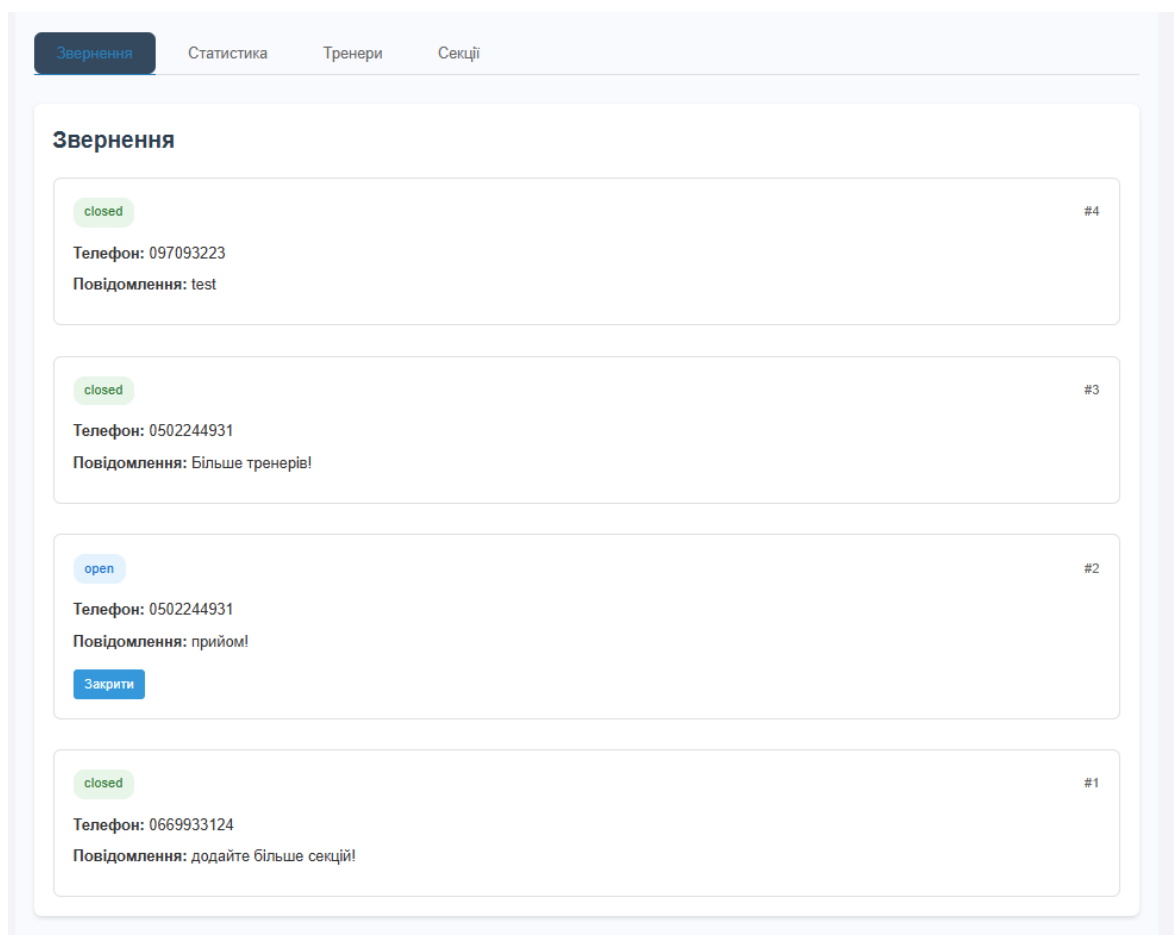 Звернення Статистика Тренери Секції
Звернення
closed #4
Телефон: 097093223
Повідомлення: test
closed #3
Телефон: 0502244931
Повідомлення: Більше тренерів!
open #2
Телефон: 0502244931
Повідомлення: прийом!
Закрити
closed #1
Телефон: 0669933124
Повідомлення: додайте більше секцій!